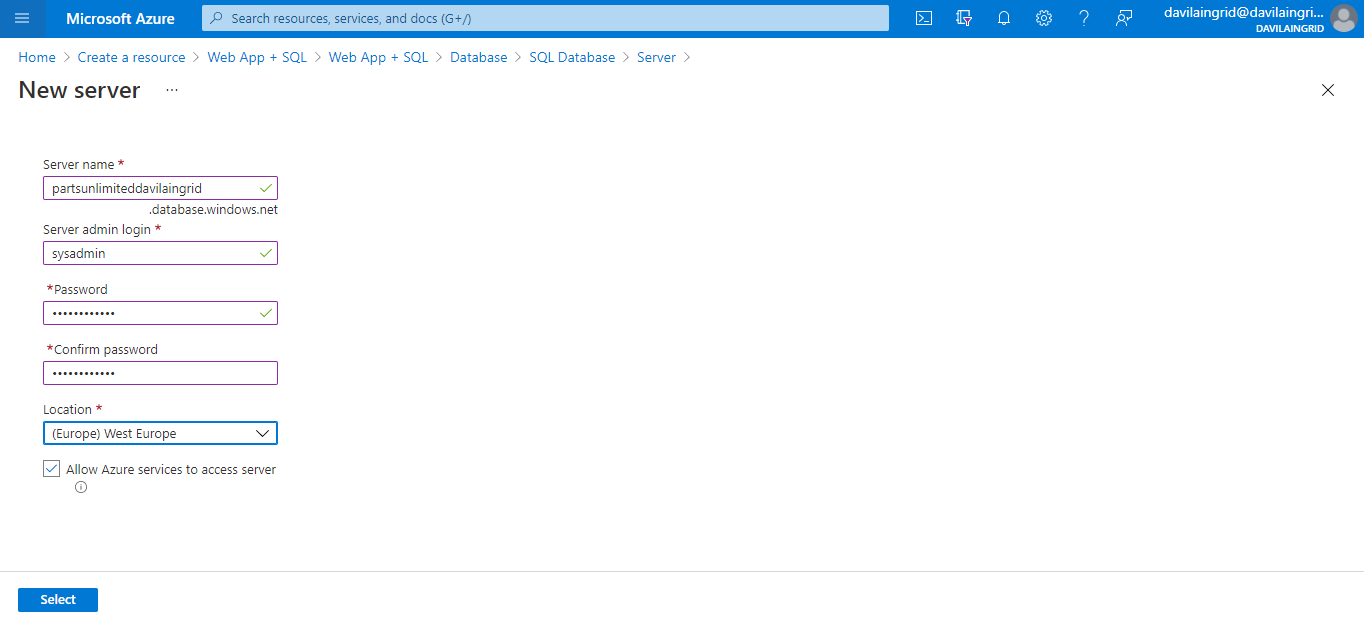 Microsoft Azure
Search resources, services, and docs (G+/)
davilaingrid@davilaingri...
DAVILAINGRID
Home > Create a resource > Web App + SQL > Web App + SQL > Database > SQL Database > Server >
New server ...
Server name *
partsunlimiteddavilaingrid
.database.windows.net
Server admin login *
sysadmin
*Password
••••••••••••
*Confirm password
••••••••••••
Location *
(Europe) West Europe
Allow Azure services to access server
Select